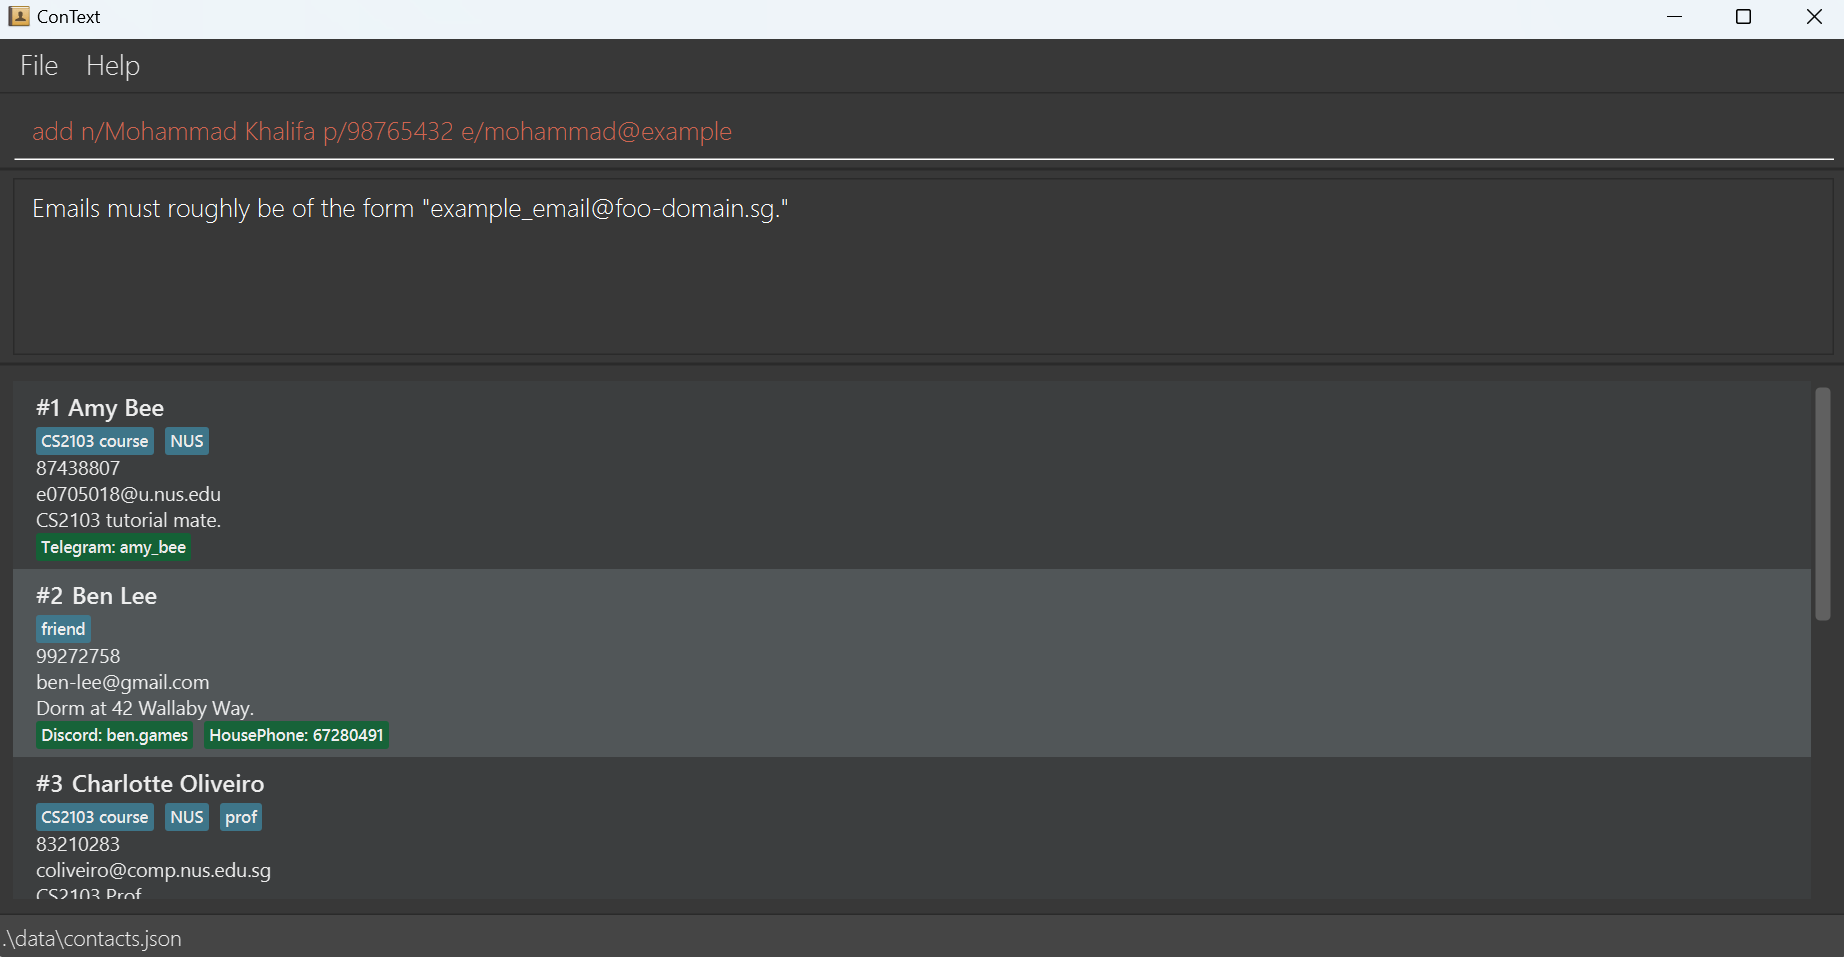 ConText
File Help
add n/Mohammad Khalifa p/98765432 e/mohammad@example
Emails must roughly be of the form "example_email@foo-domain.sg."
#1 Amy Bee
CS2103 course NUS
87438807
e0705018@u.nus.edu
CS2103 tutorial mate.
Telegram: amy_bee
#2 Ben Lee
friend
99272758
ben-lee@gmail.com
Dorm at 42 Wallaby Way.
Discord: ben.games HousePhone: 67280491
#3 Charlotte Oliveiro
CS2103 course NUS prof
83210283
coliveiro@comp.nus.edu.sg
CS2103 Prof
.\data\contacts.json